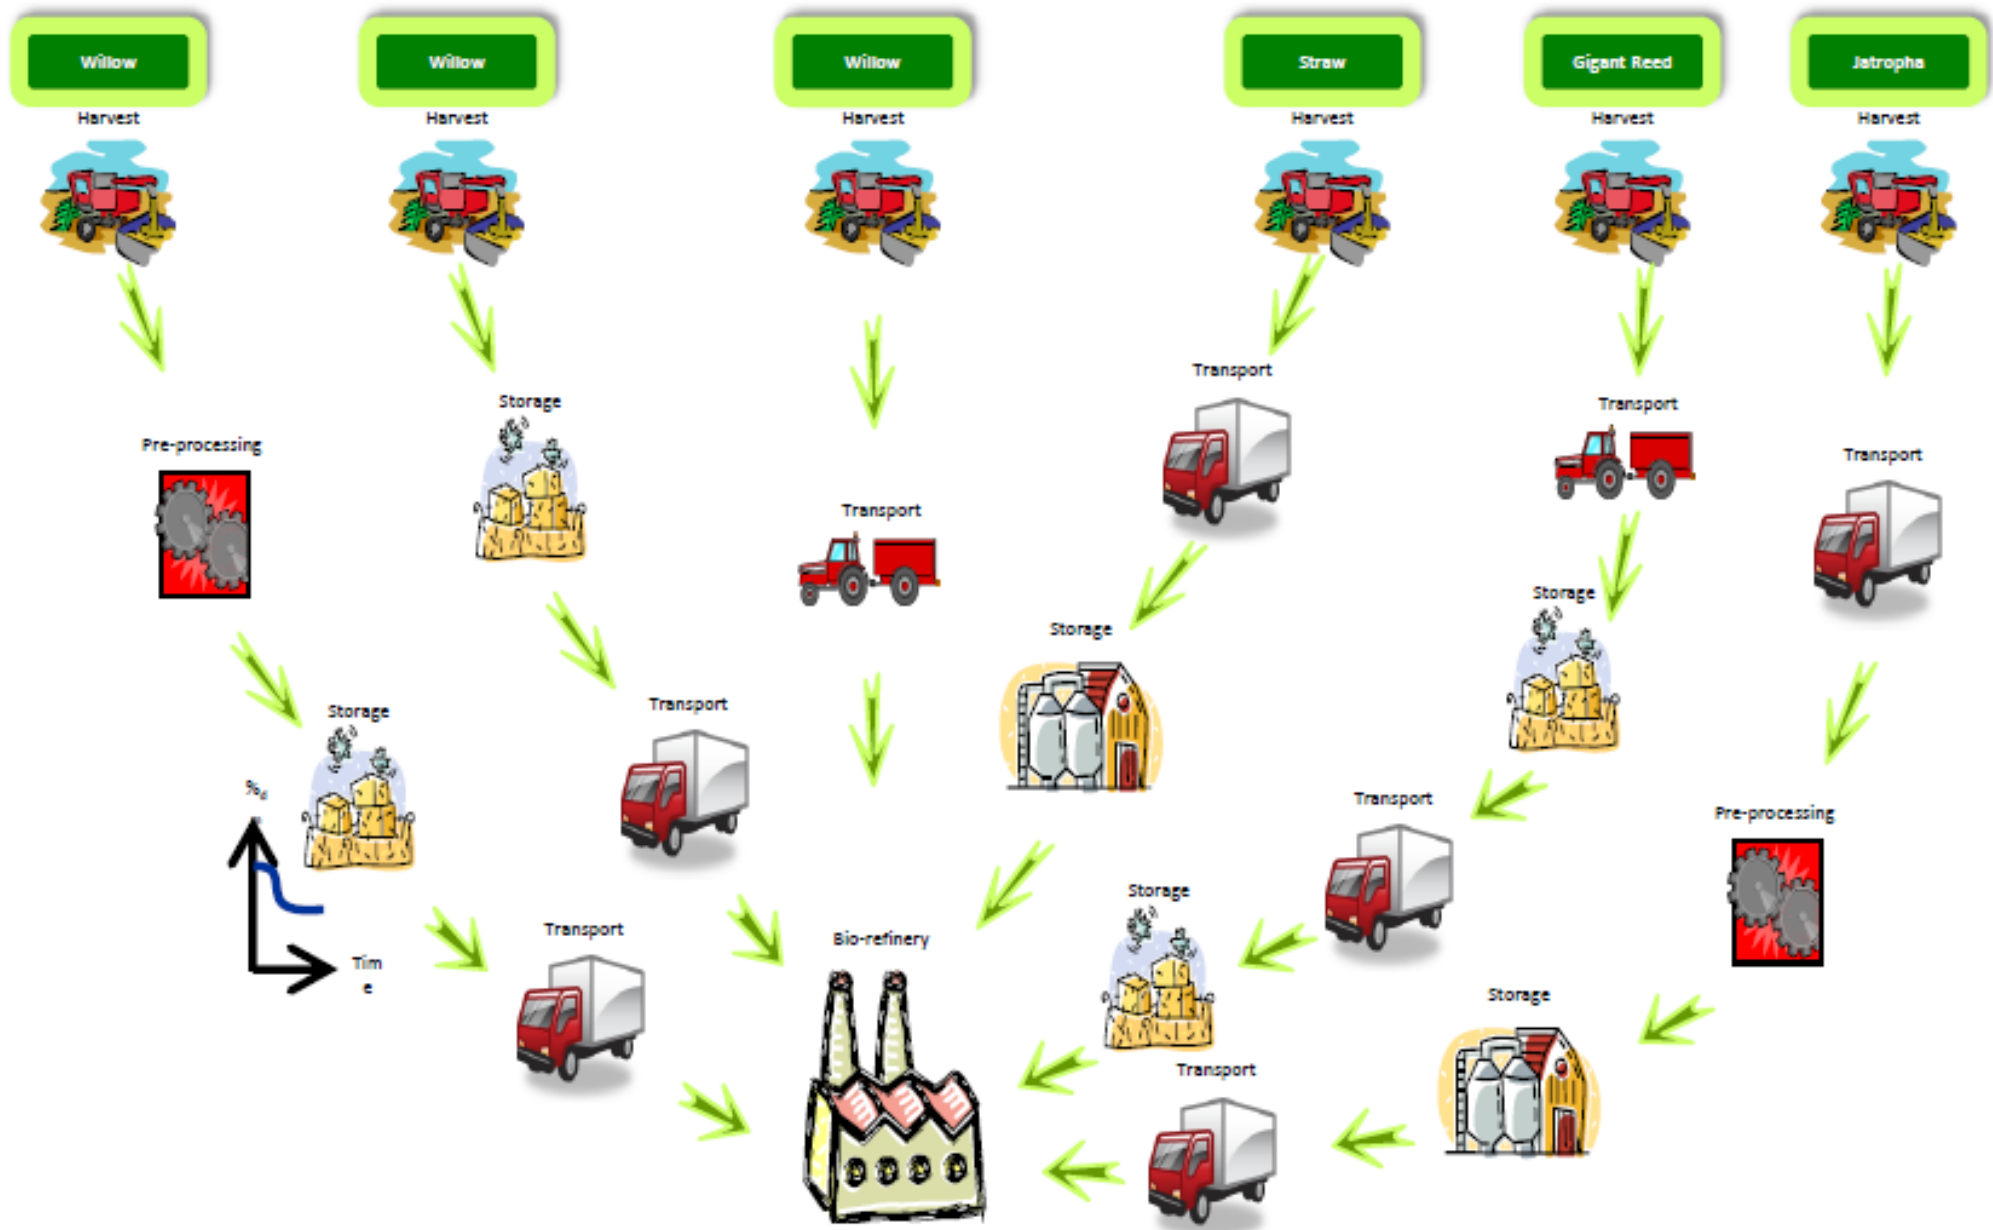 Willow
Willow
Willow
Straw
Gigant Reed
Jatropha
Harvest
Harvest
Harvest
Harvest
Harvest
Harvest
Transport
Storage
Transport
Pre-processing
Transport
Transport
Storage
Storage
Transport
Storage
%d
Transport
Pre-processing
Storage
Transport
Bio-refinery
Tim
e
Storage
Transport